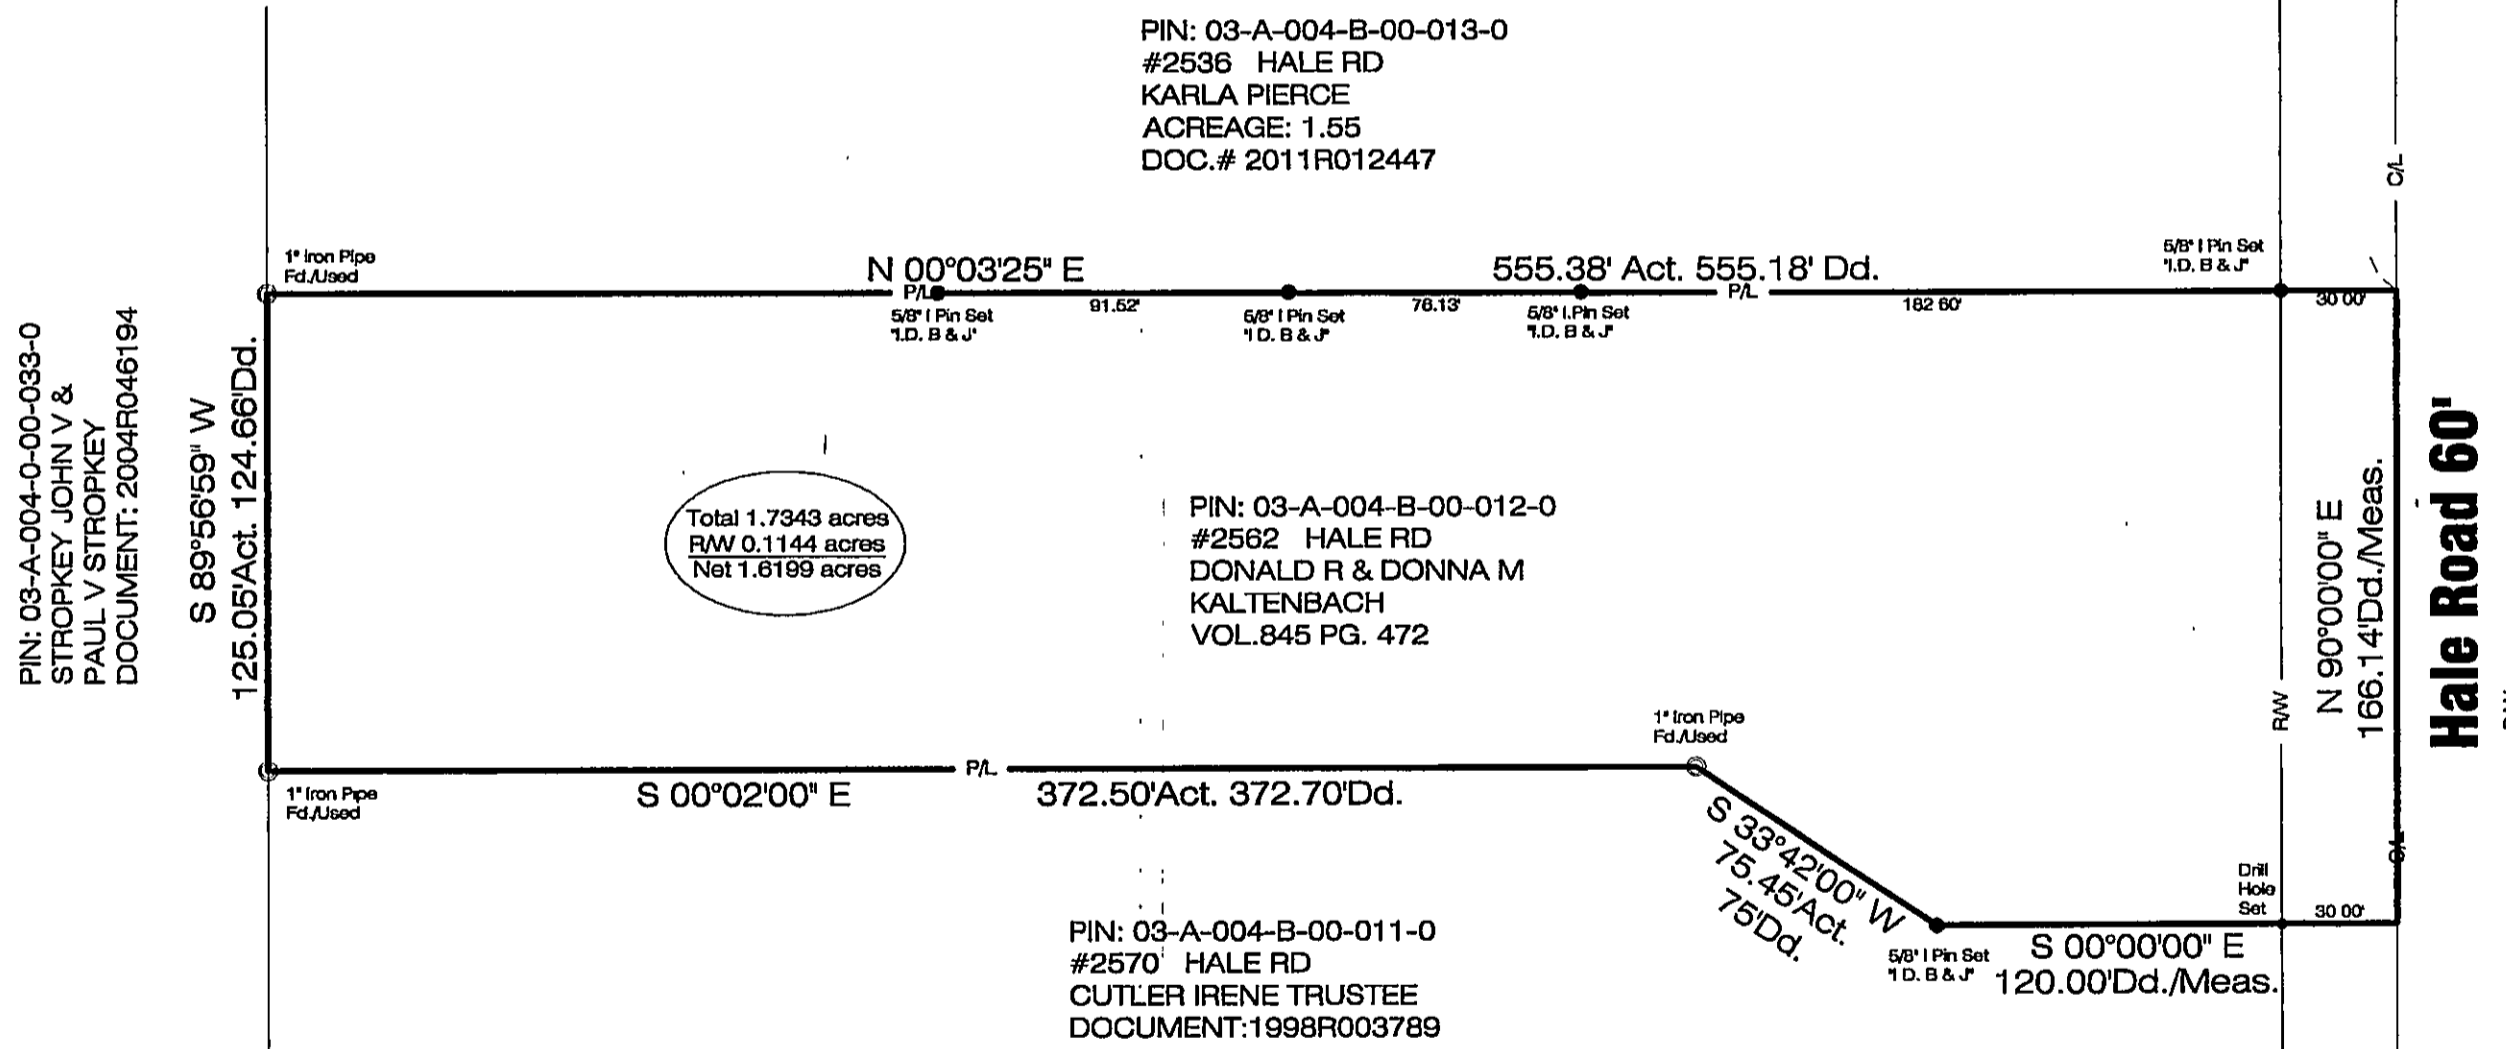 PIN: 03-A-004-B-00-013-0
#2536 HALE RD
KARLA PIERCE
ACREAGE: 1.55
DOC.# 2011R012447
C/L
1" Iron Pipe
Fd./Used
N 00°03'25" E
555.38' Act. 555.18' Dd.
5/8" I Pin Set
"I.D. B & J"
P/L
P/L
91.52'
76.13'
182 60'
30 00'
5/8" I Pin Set
"I.D. B & J"
5/8" I Pin Set
"I D. B & J"
5/8" I.Pin Set
"I.D. B & J"
PIN: 03-A-004-0-00-033-0
STROPKEY JOHN V &
PAUL V STROPKEY
DOCUMENT: 2004R046194
S 89°56'59" W
125.05'Act. 124.66'Dd.
Total 1.7343 acres
R/W 0.1144 acres
Net 1.6199 acres
PIN: 03-A-004-B-00-012-0
#2562 HALE RD
DONALD R & DONNA M
KALTENBACH
VOL.845 PG. 472
R/W
N 90°00'00" E
166.14'Dd./Meas.
Hale Road 60'
1" Iron Pipe
Fd./Used
P/L
1" Iron Pipe
Fd./Used
S 00°02'00" E
372.50'Act. 372.70'Dd.
S 33°42'00" W
75.45'Act.
75'Dd.
C/L
Drill
Hole
Set
30 00'
PIN: 03-A-004-B-00-011-0
#2570' HALE RD
CUTLER IRENE TRUSTEE
DOCUMENT:1998R003789
5/8" I Pin Set
"I D. B & J"
S 00°00'00" E
120.00'Dd./Meas.